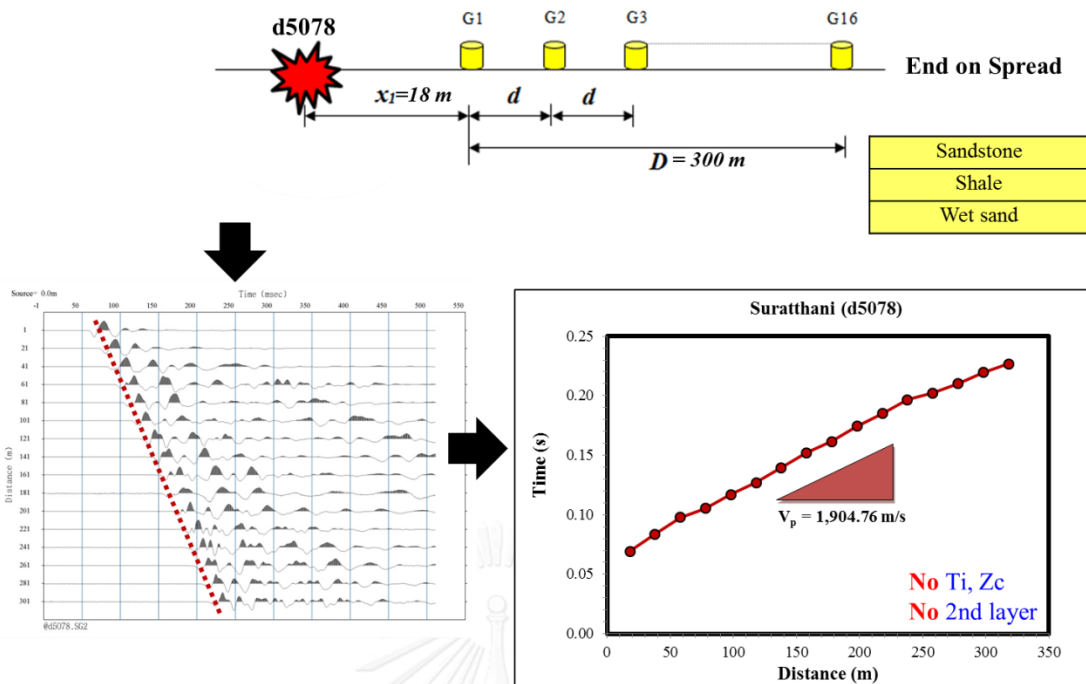 d5078
G1
G2
G3
G16
End on Spread
x₁=18 m
d
d
D = 300 m
Sandstone
Shale
Wet sand
Source= 0.0m
Time (msec)
-1 50 100 150 200 250 300 350 400 450 500 550
Distance (m)
1
21
41
61
81
101
121
141
161
181
201
221
241
261
281
301
@d5078.SG2
Suratthani (d5078)
Time (s)
0.25
0.20
0.15
0.10
0.05
0.00
Vₚ = 1,904.76 m/s
No Ti, Zc
No 2nd layer
0 50 100 150 200 250 300 350
Distance (m)